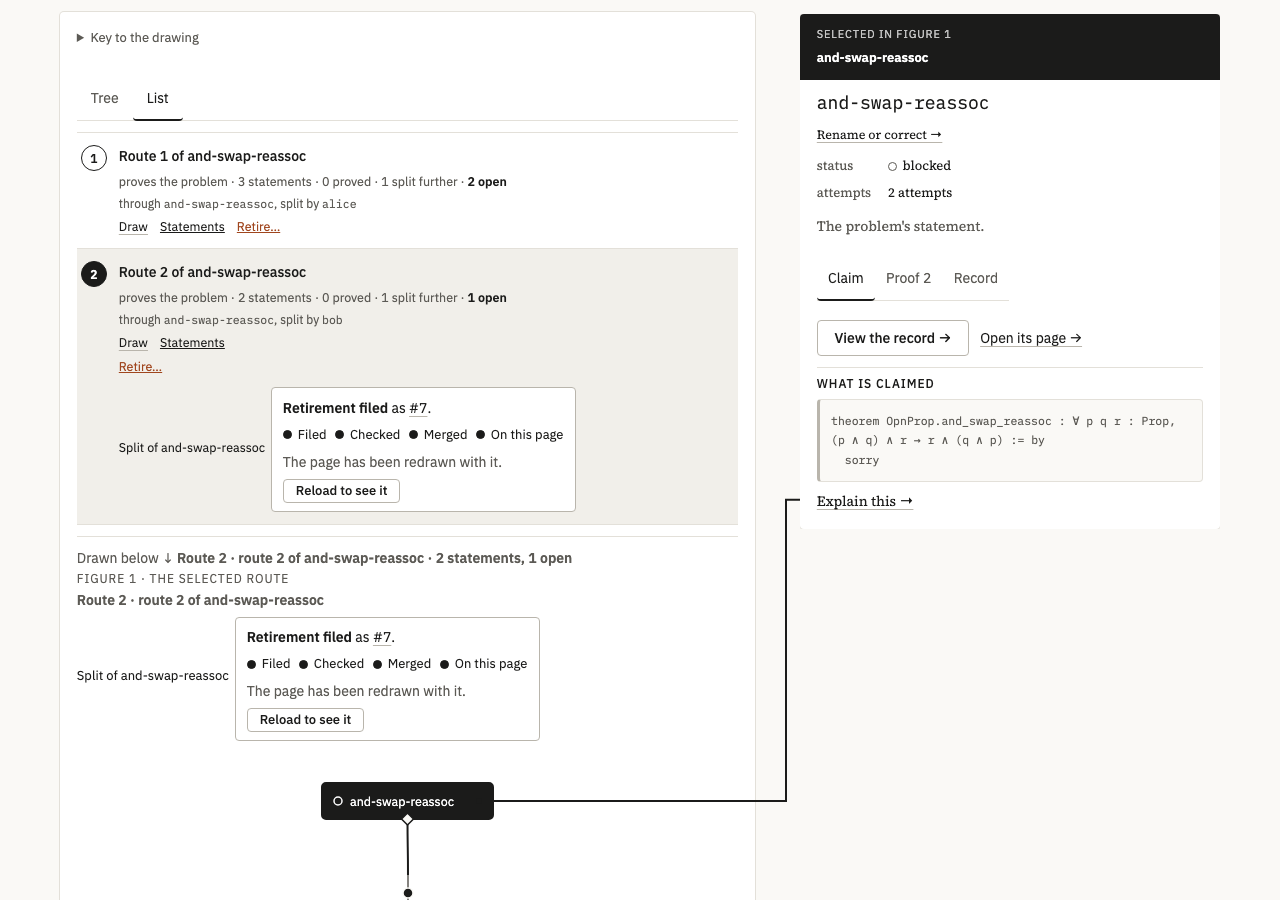 ▶ Key to the drawing
Tree List
1 Route 1 of and-swap-reassoc
proves the problem · 3 statements · 0 proved · 1 split further · 2 open
through and-swap-reassoc, split by alice
Draw Statements Retire…
2 Route 2 of and-swap-reassoc
proves the problem · 2 statements · 0 proved · 1 split further · 1 open
through and-swap-reassoc, split by bob
Draw Statements
Retire…
Split of and-swap-reassoc
Retirement filed as #7.
Filed Checked Merged On this page
The page has been redrawn with it.
Reload to see it
Drawn below ↓ Route 2 · route 2 of and-swap-reassoc · 2 statements, 1 open
FIGURE 1 · THE SELECTED ROUTE
Route 2 · route 2 of and-swap-reassoc
Split of and-swap-reassoc
Retirement filed as #7.
Filed Checked Merged On this page
The page has been redrawn with it.
Reload to see it
and-swap-reassoc
SELECTED IN FIGURE 1
and-swap-reassoc
and-swap-reassoc
Rename or correct →
status blocked
attempts 2 attempts
The problem's statement.
Claim Proof 2 Record
View the record → Open its page →
WHAT IS CLAIMED
theorem OpnProp.and_swap_reassoc : ∀ p q r : Prop,
(p ∧ q) ∧ r → r ∧ (q ∧ p) := by
sorry
Explain this →